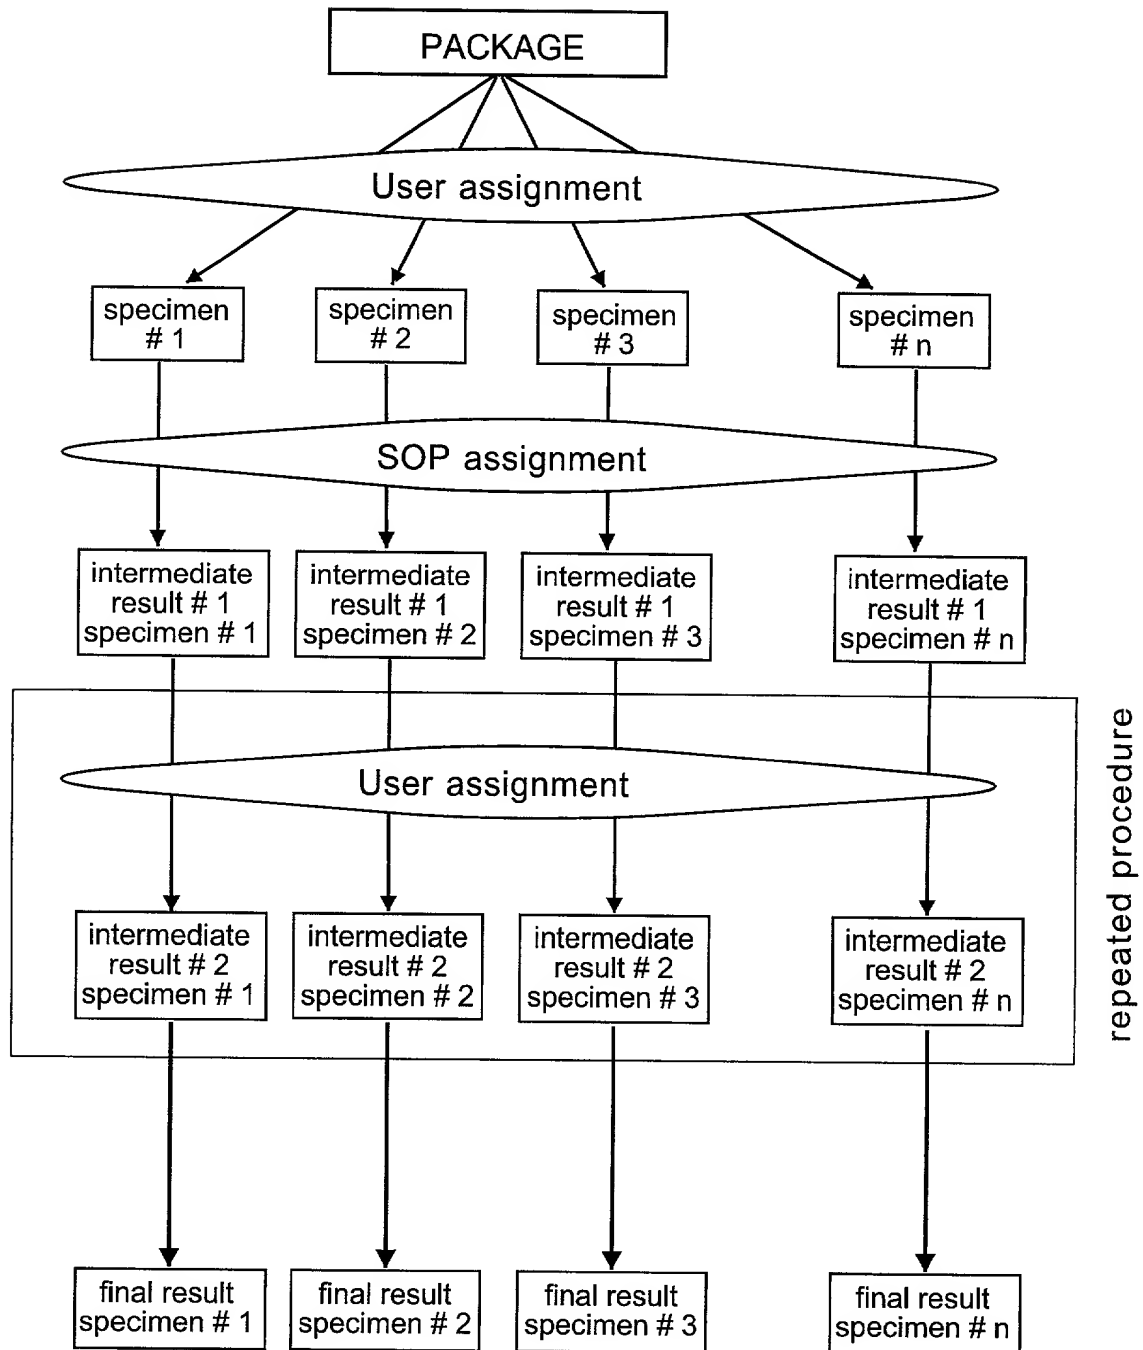 PACKAGE
User assignment
specimen
# 1
specimen
# 2
specimen
# 3
specimen
# n
SOP assignment
intermediate
result # 1
specimen # 1
intermediate
result # 1
specimen # 2
intermediate
result # 1
specimen # 3
intermediate
result # 1
specimen # n
User assignment
repeated procedure
intermediate
result # 2
specimen # 1
intermediate
result # 2
specimen # 2
intermediate
result # 2
specimen # 3
intermediate
result # 2
specimen # n
final result
specimen # 1
final result
specimen # 2
final result
specimen # 3
final result
specimen # n